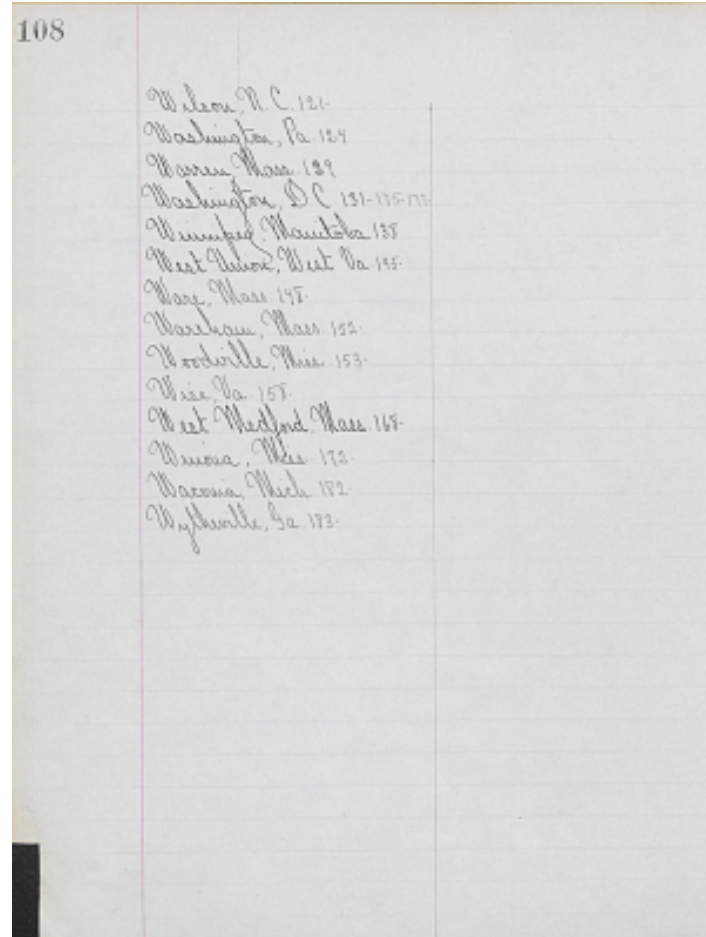 108
Wilson, N.C. 121-
Washington, Pa. 124
Warren, Mass. 129
Washington, D.C. 131-175-177
Winnipeg, Manitoba 138
West Union, West Va. 145-
Ware, Mass. 148-
Wareham, Mass. 152-
Woodville, Miss. 153-
Wise, Va. 158-
West Medford, Mass. 168-
Winona, Miss. 172-
Waconia, Mich. 182-
Wytheville, Ga. 183-